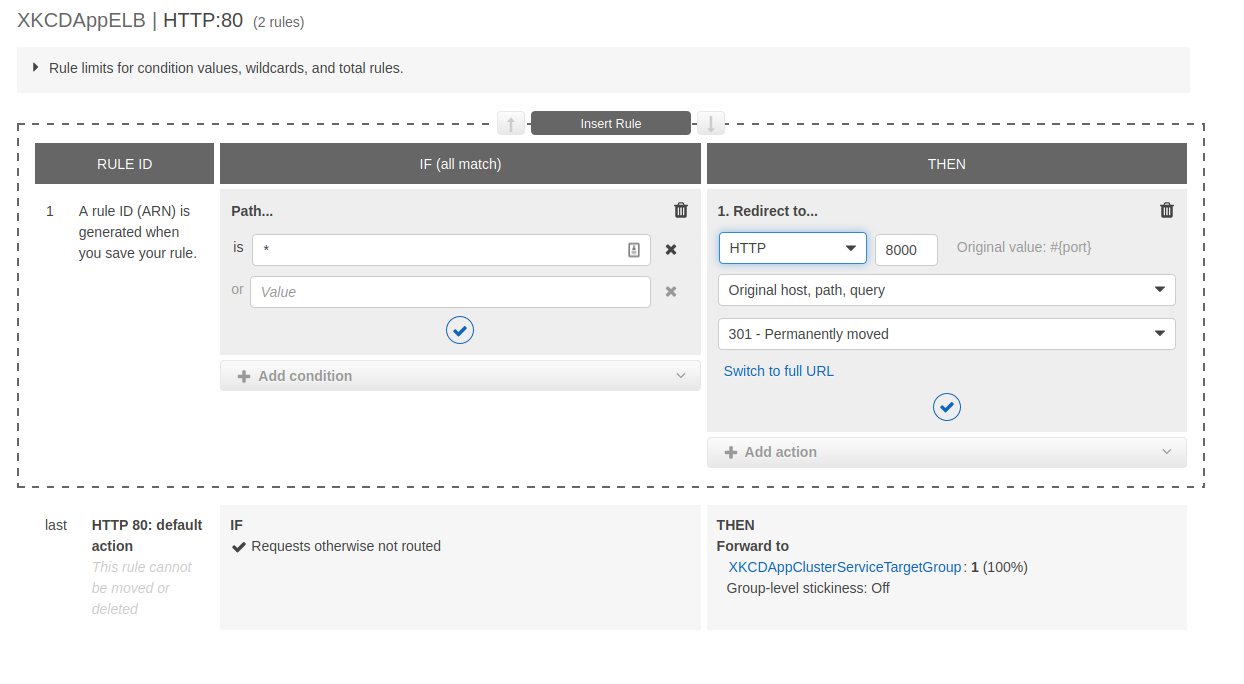 XKCDAppELB | HTTP:80 (2 rules)
Rule limits for condition values, wildcards, and total rules.
Insert Rule
RULE ID
IF (all match)
THEN
1 A rule ID (ARN) is
generated when
you save your rule.
Path...
is *
or Value
Add condition
1. Redirect to...
HTTP 8000 Original value: #{port}
Original host, path, query
301 - Permanently moved
Switch to full URL
Add action
last HTTP 80: default
action
This rule cannot
be moved or
deleted
IF
Requests otherwise not routed
THEN
Forward to
XKCDAppClusterServiceTargetGroup: 1 (100%)
Group-level stickiness: Off